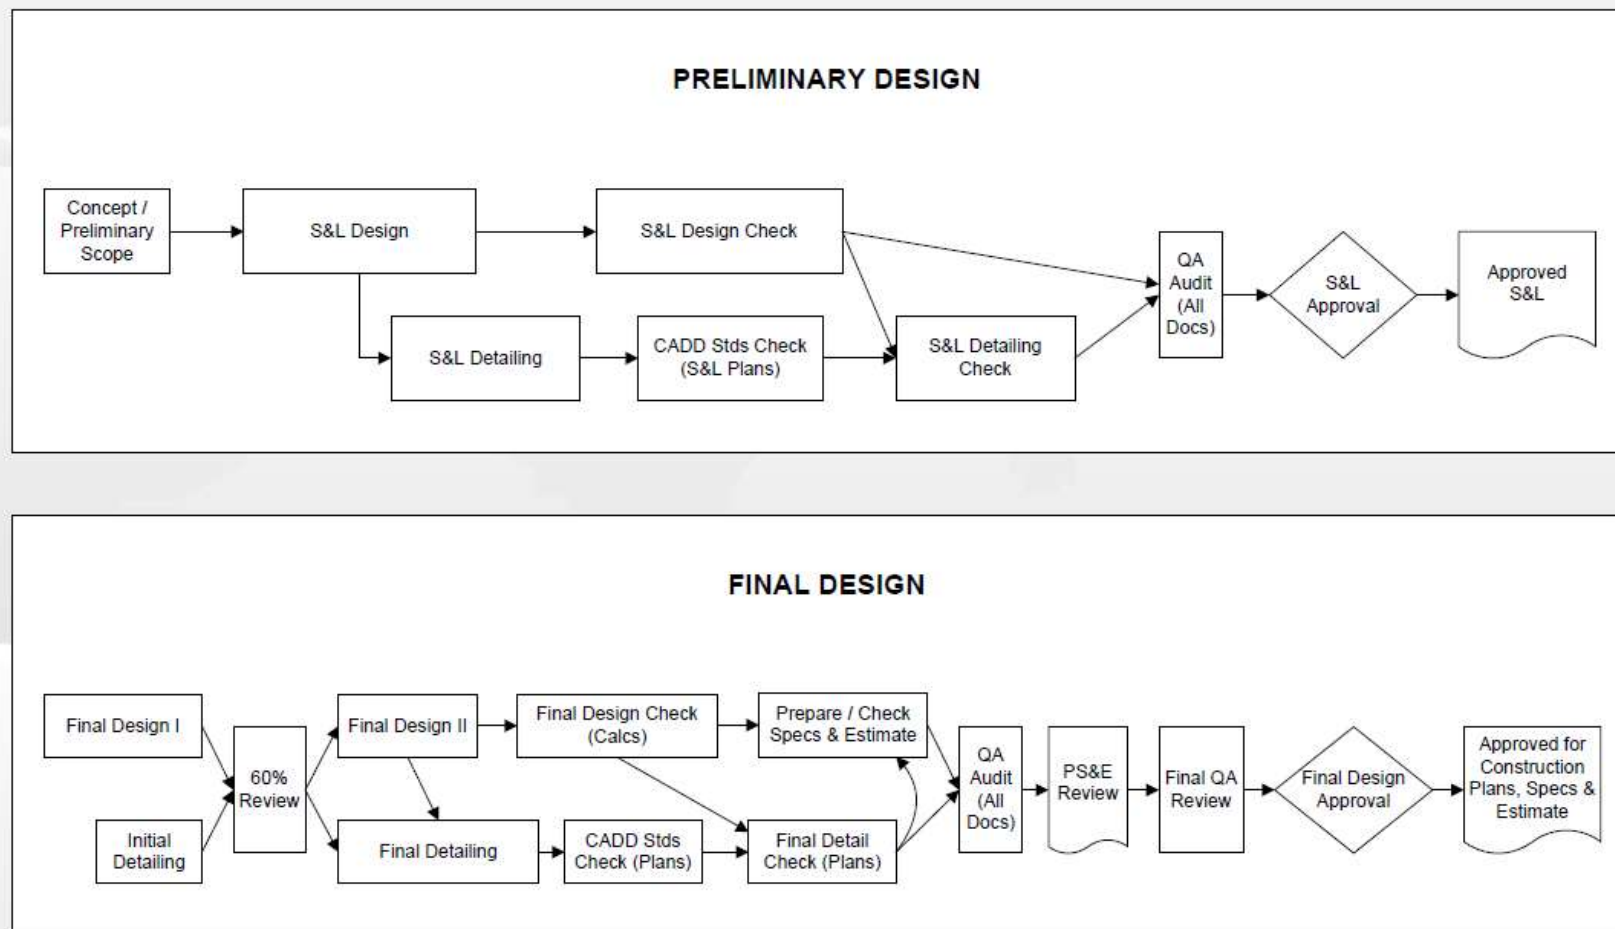 PRELIMINARY DESIGN
Concept /
Preliminary
Scope
S&L Design
S&L Design Check
QA
Audit
(All
Docs)
S&L
Approval
Approved
S&L
S&L Detailing
CADD Stds Check
(S&L Plans)
S&L Detailing
Check
FINAL DESIGN
Final Design I
Initial
Detailing
60%
Review
Final Design II
Final Detailing
Final Design Check
(Calcs)
CADD Stds
Check (Plans)
Prepare / Check
Specs & Estimate
Final Detail
Check (Plans)
QA
Audit
(All
Docs)
PS&E
Review
Final QA
Review
Final Design
Approval
Approved for
Construction
Plans, Specs &
Estimate